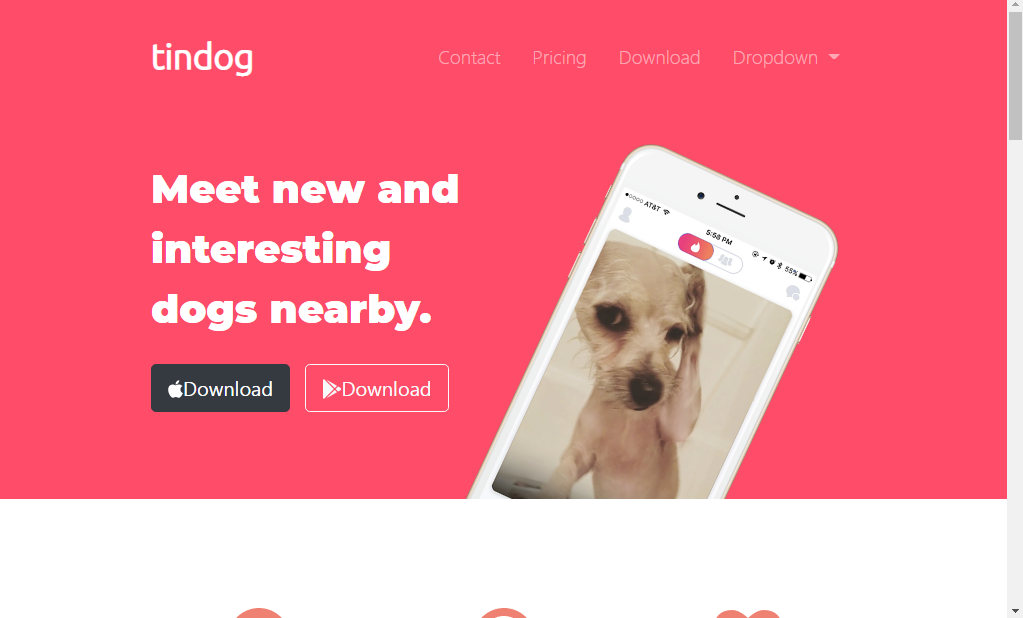 tindog
Contact Pricing Download Dropdown
Meet new and
interesting
dogs nearby.
Download Download
AT&T 5:58 PM 55%